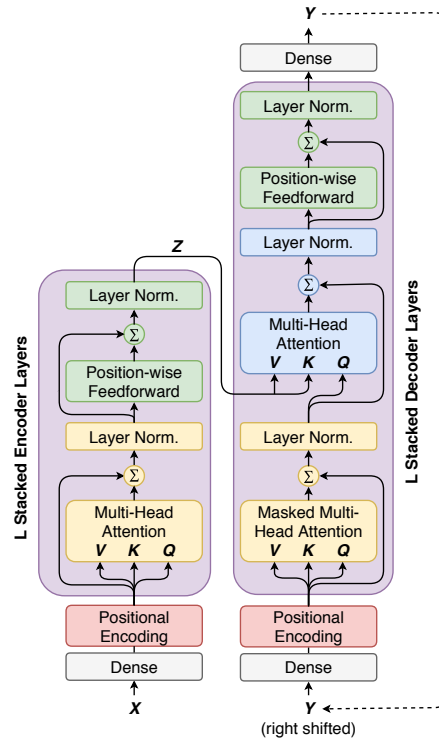 Y
Dense
Layer Norm.
Σ
Position-wise
Feedforward
Layer Norm.
Σ
Multi-Head
Attention
V K Q
Layer Norm.
Σ
Masked Multi-
Head Attention
V K Q
Positional
Encoding
Dense
Y
(right shifted)
L Stacked Decoder Layers
Z
Layer Norm.
Σ
Position-wise
Feedforward
Layer Norm.
Σ
Multi-Head
Attention
V K Q
Positional
Encoding
Dense
X
L Stacked Encoder Layers